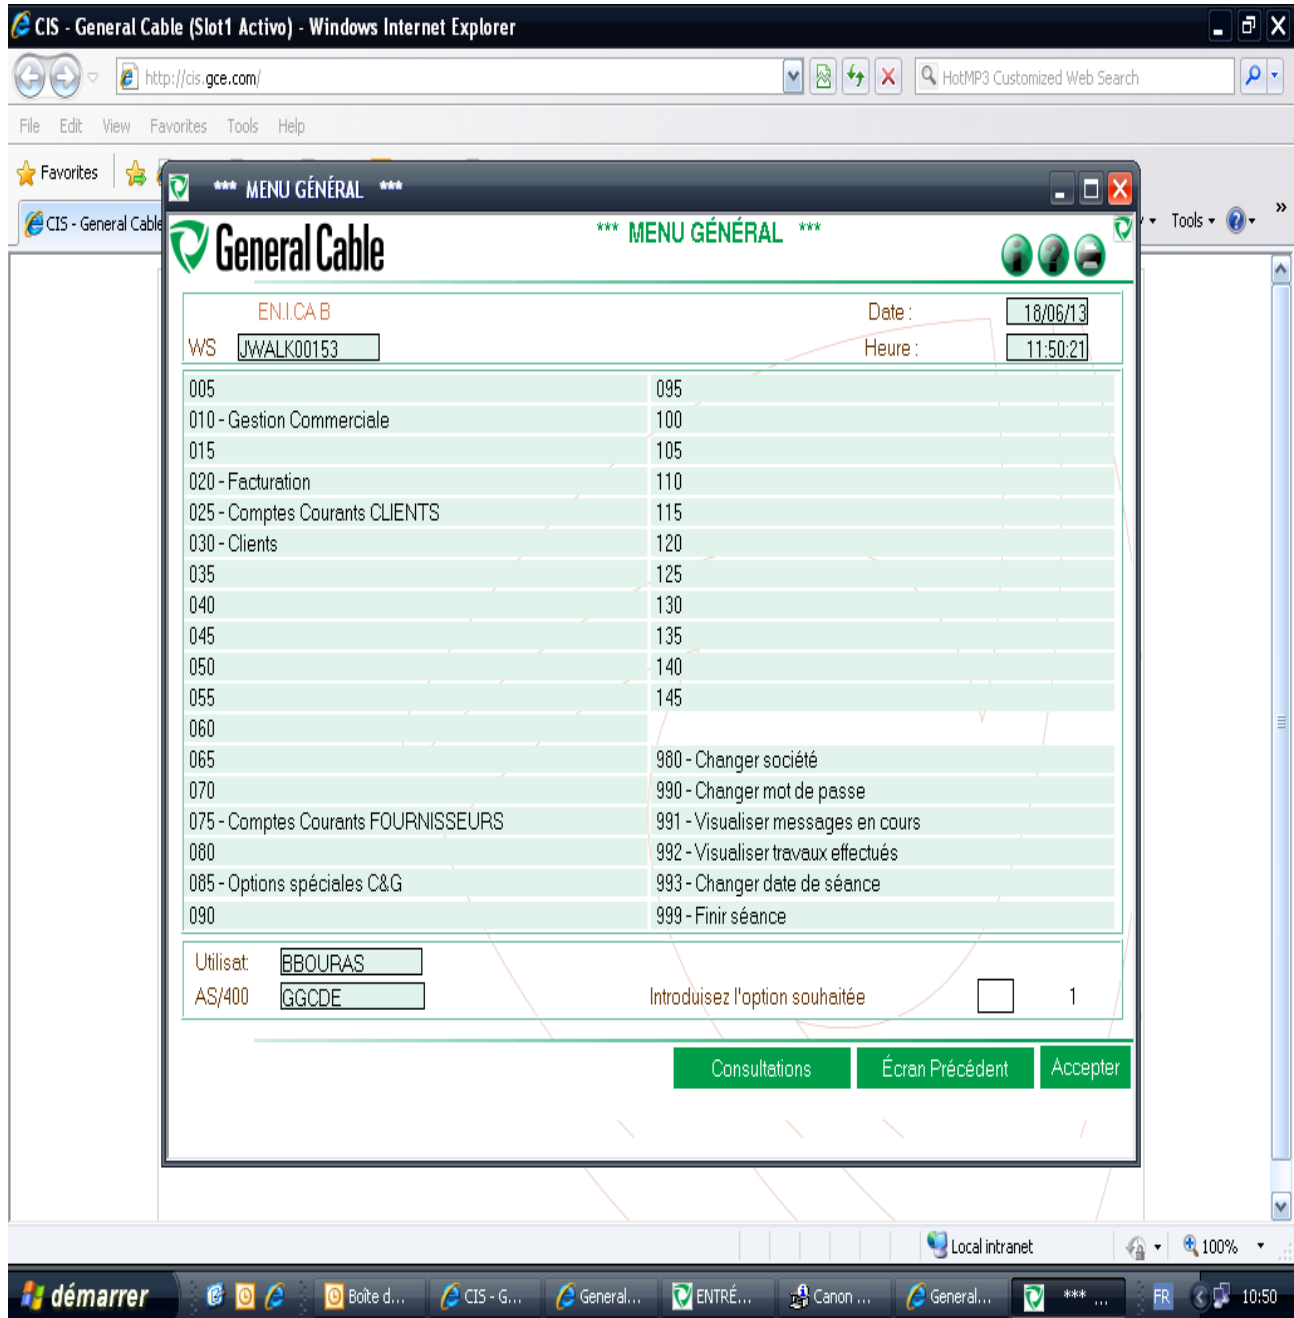 CIS - General Cable (Slot1 Activo) - Windows Internet Explorer
http://cis.gce.com/
HotMP3 Customized Web Search
File Edit View Favorites Tools Help
Favorites
CIS - General Cable
Tools
*** MENU GÉNÉRAL ***
General Cable
*** MENU GÉNÉRAL ***
EN.I.CA B
Date : 18/06/13
WS JWALK00153
Heure : 11:50:21
005
010 - Gestion Commerciale
015
020 - Facturation
025 - Comptes Courants CLIENTS
030 - Clients
035
040
045
050
055
060
065
070
075 - Comptes Courants FOURNISSEURS
080
085 - Options spéciales C&G
090
095
100
105
110
115
120
125
130
135
140
145
980 - Changer société
990 - Changer mot de passe
991 - Visualiser messages en cours
992 - Visualiser travaux effectués
993 - Changer date de séance
999 - Finir séance
Utilisat: BBOURAS
AS/400 GGCDE
Introduisez l'option souhaitée 1
Consultations Écran Précédent Accepter
Local intranet
100%
démarrer
Boîte d...
CIS - G...
General...
ENTRÉ...
Canon ...
General...
*** ...
FR
10:50